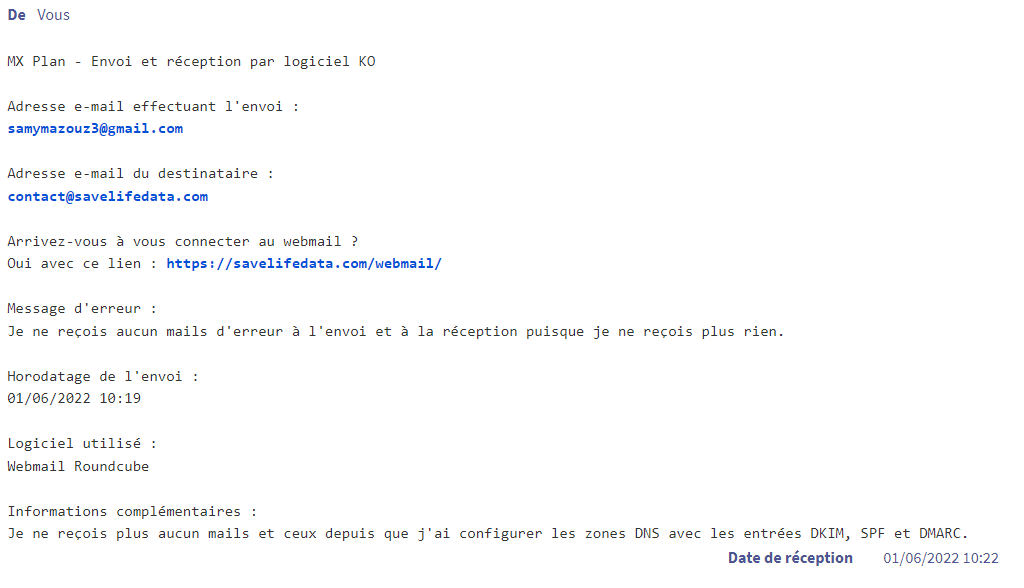 De Vous
MX Plan - Envoi et réception par logiciel KO
Adresse e-mail effectuant l'envoi :
samymazouz3@gmail.com
Adresse e-mail du destinataire :
contact@savelifedata.com
Arrivez-vous à vous connecter au webmail ?
Oui avec ce lien : https://savelifedata.com/webmail/
Message d'erreur :
Je ne reçois aucun mails d'erreur à l'envoi et à la réception puisque je ne reçois plus rien.
Horodatage de l'envoi :
01/06/2022 10:19
Logiciel utilisé :
Webmail Roundcube
Informations complémentaires :
Je ne reçois plus aucun mails et ceux depuis que j'ai configurer les zones DNS avec les entrées DKIM, SPF et DMARC.
Date de réception 01/06/2022 10:22